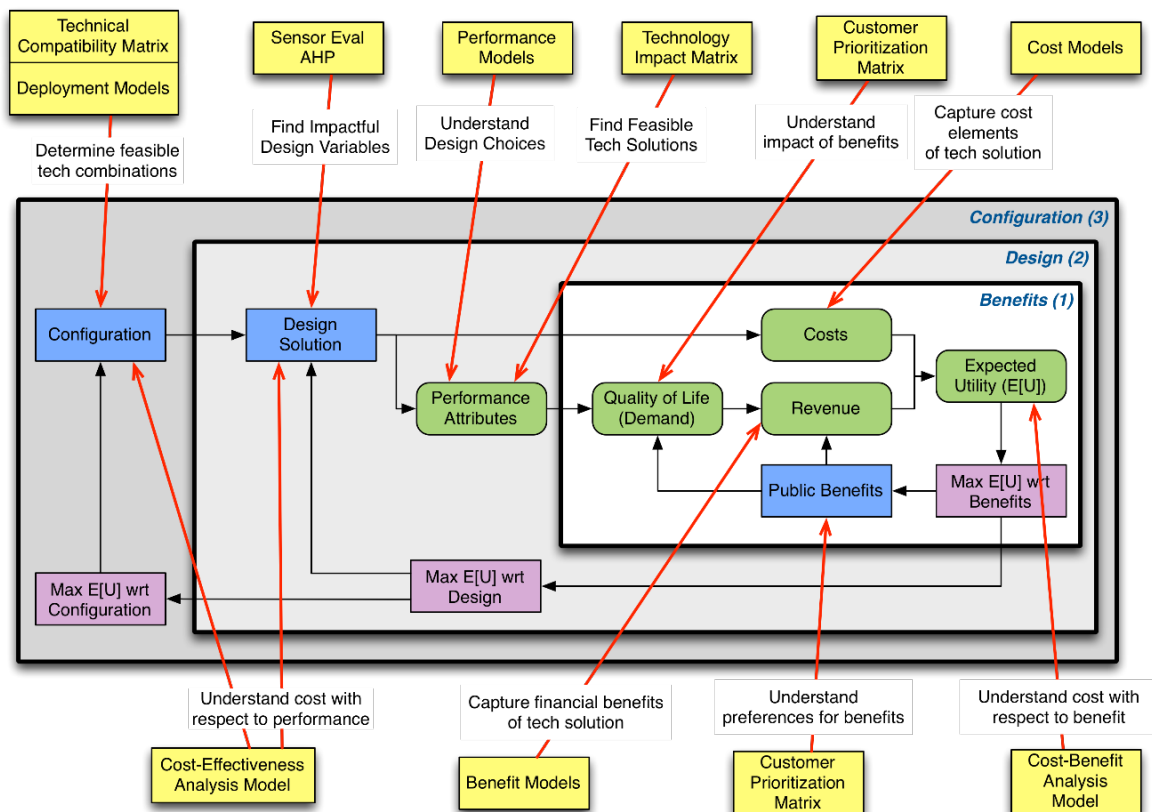 Technical
Compatibility Matrix
Deployment Models
Sensor Eval
AHP
Performance
Models
Technology
Impact Matrix
Customer
Prioritization
Matrix
Cost Models
Determine feasible
tech combinations
Find Impactful
Design Variables
Understand
Design Choices
Find Feasible
Tech Solutions
Understand
impact of benefits
Capture cost
elements
of tech solution
Configuration (3)
Design (2)
Benefits (1)
Configuration
Design
Solution
Costs
Performance
Attributes
Quality of Life
(Demand)
Revenue
Expected
Utility (E[U])
Public Benefits
Max E[U] wrt
Benefits
Max E[U] wrt
Configuration
Max E[U] wrt
Design
Understand cost with
respect to performance
Capture financial benefits
of tech solution
Understand
preferences for benefits
Understand cost with
respect to benefit
Cost-Effectiveness
Analysis Model
Benefit Models
Customer
Prioritization
Matrix
Cost-Benefit
Analysis
Model